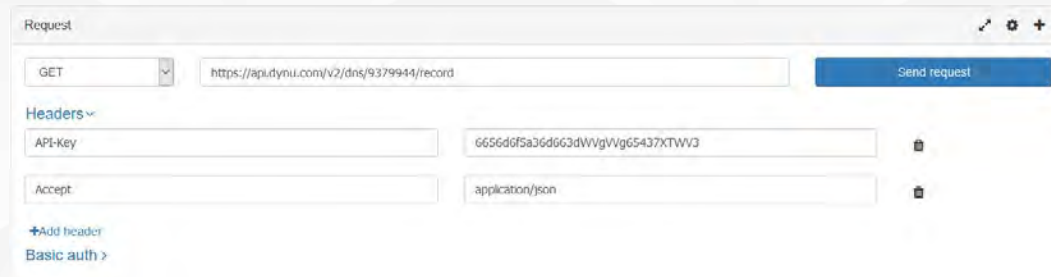 Request
GET https://api.dynu.com/v2/dns/9379944/record Send request
Headers
API-Key 6656d6f5a36d663dWVgVVg65437XTWV3
Accept application/json
+Add header
Basic auth >